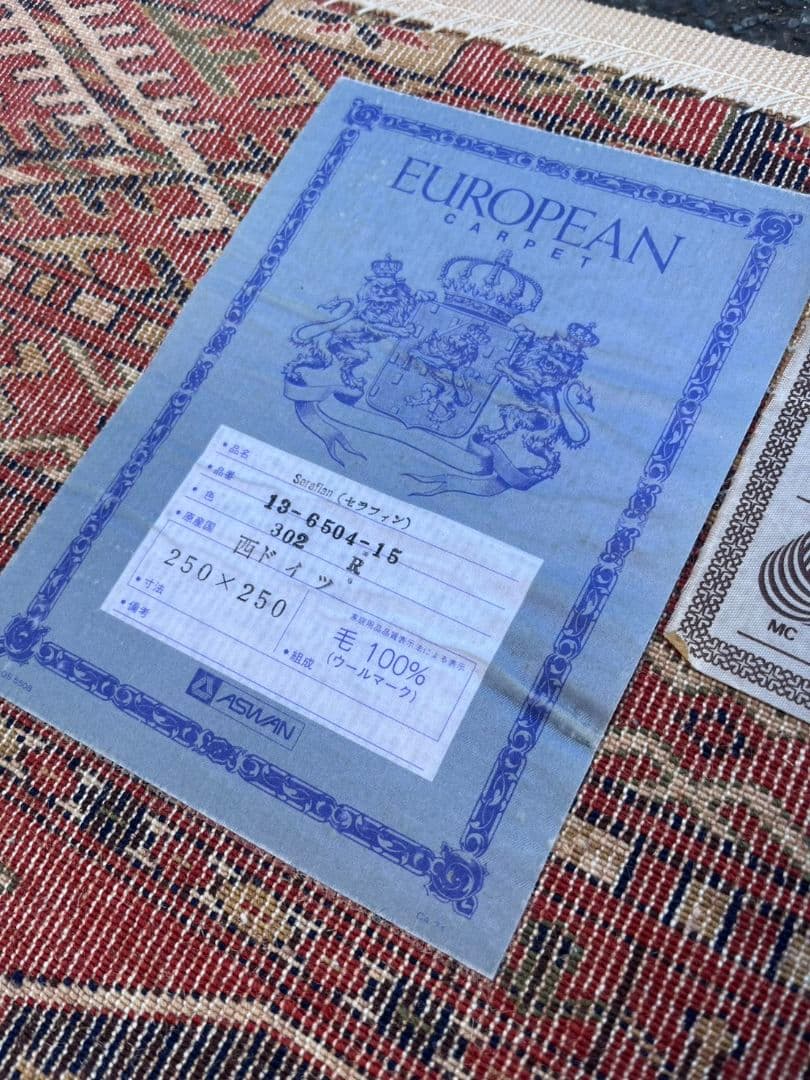 EUROPEAN
CARPET
•品名 Serafian (セラフィン)
•品番 13-6504-15
•色 302 R
•原産国 西ドイツ
•寸法 250×250
•備考
家庭用品品質表示法による表示
•組成 毛 100%
(ウールマーク)
ASWAN
MC